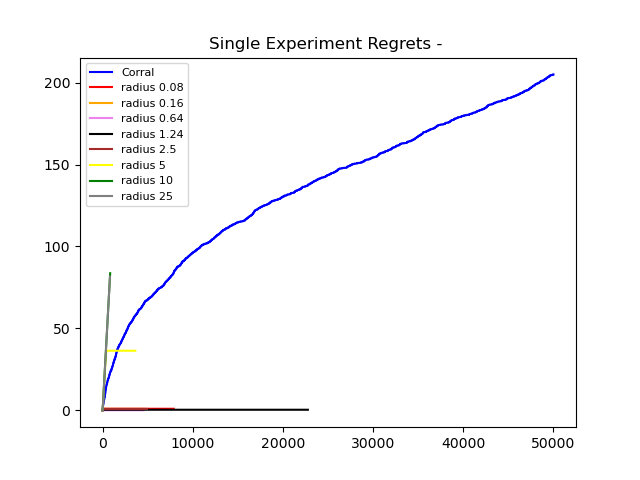 Single Experiment Regrets -
200
150
100
50
0
Corral
radius 0.08
radius 0.16
radius 0.64
radius 1.24
radius 2.5
radius 5
radius 10
radius 25
0
10000
20000
30000
40000
50000